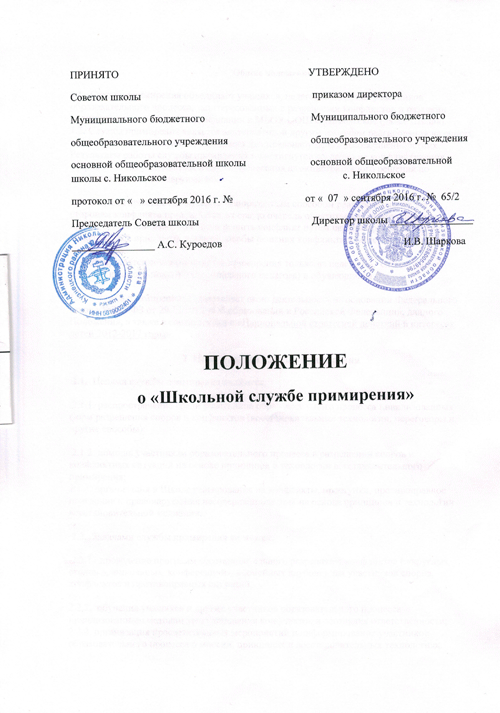 ПРИНЯТО
Советом школы
Муниципального бюджетного
общеобразовательного учреждения
основной общеобразовательной школы
школы с. Никольское
протокол от « » сентября 2016 г. №
Председатель Совета школы
А.С. Куроедов
УТВЕРЖДЕНО
приказом директора
Муниципального бюджетного
общеобразовательного учреждения
основной общеобразовательной
с. Никольское
от « 07 » сентября 2016 г. № 65/2
Директор школы
И.В. Шаркова
ПОЛОЖЕНИЕ
о «Школьной службе примирения»